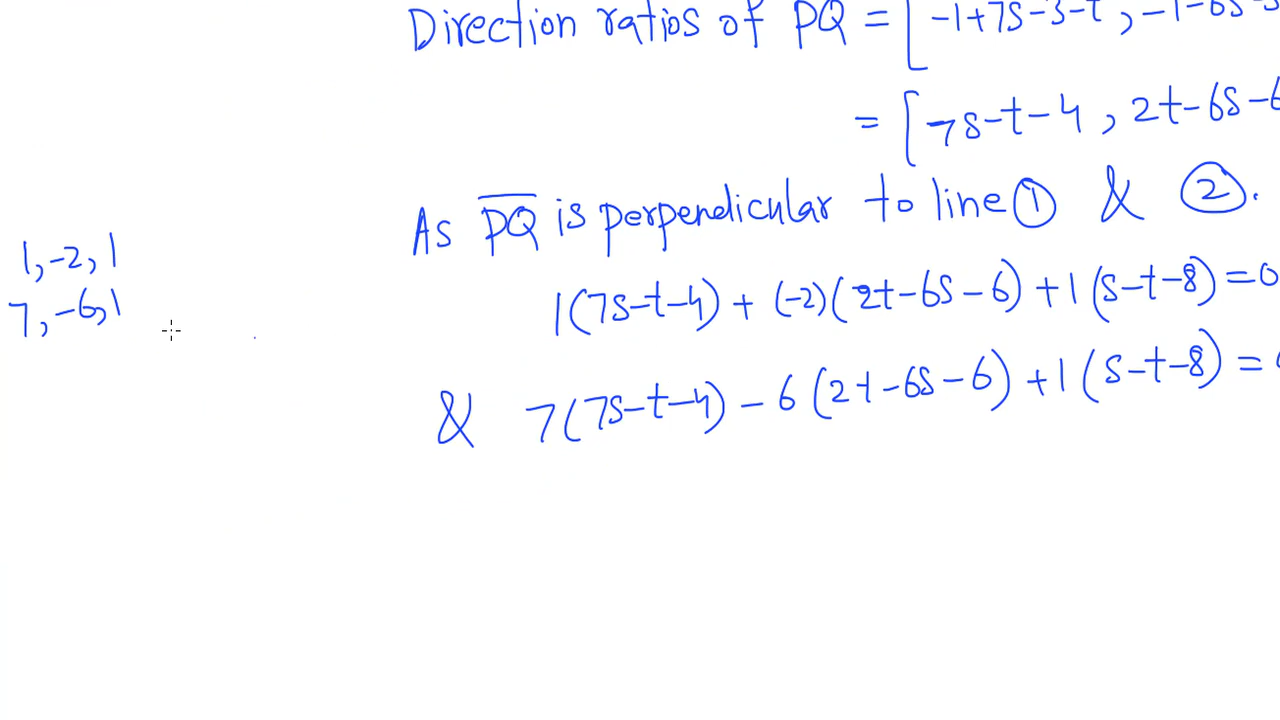 Direction ratios of PQ = [-1+7s-3-t, -1-6s-5
= [7s-t-4, 2t-6s-6
As P̅Q̅ is perpendicular to line ① & ②.
1, -2, 1
1(7s-t-4) + (-2)(2t-6s-6) + 1(s-t-8) = 0
7, -6, 1
& 7(7s-t-4) - 6(2t-6s-6) + 1(s-t-8) =